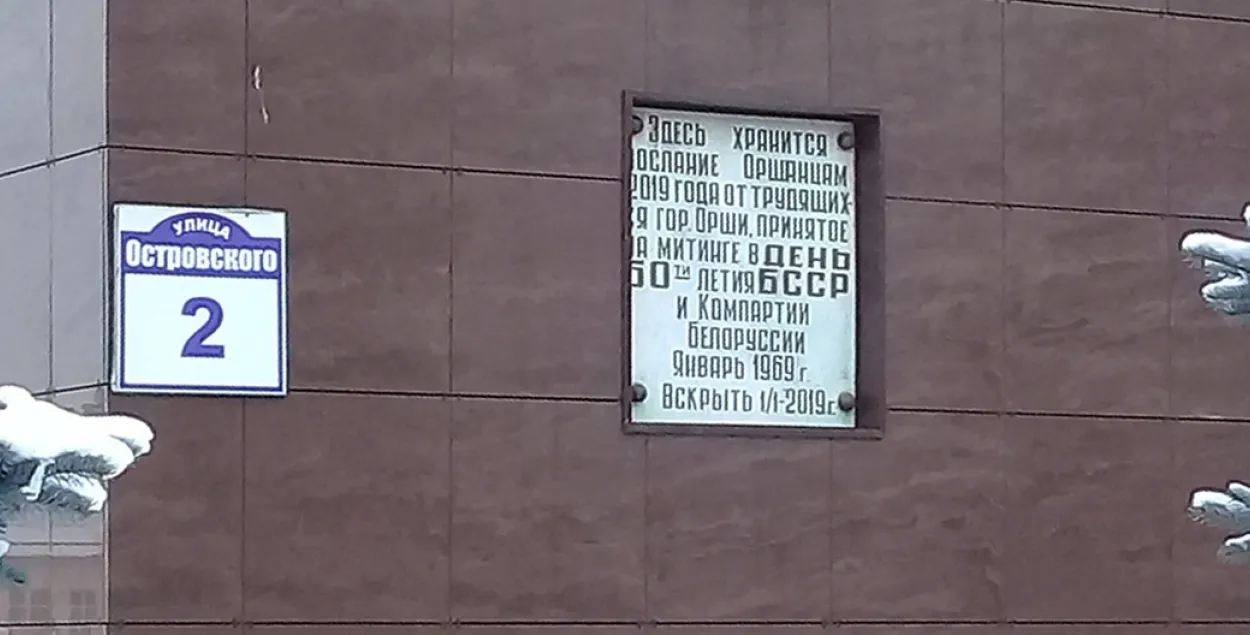 УЛИЦА
Островского
2
ЗДЕСЬ ХРАНИТСЯ
ОСЛАНИЕ ОРШАНЦАМ
2019 ГОДА ОТ ТРУДЯЩИХ-
Я ГОР. ОРШИ, ПРИНЯТОЕ
А МИТИНГЕ В ДЕНЬ
50ТИ ЛЕТИЯ БССР
И КОМПАРТИИ
БЕЛОРУССИИ
ЯНВАРЬ 1969 г.
ВСКРЫТЬ 1/1-2019г.